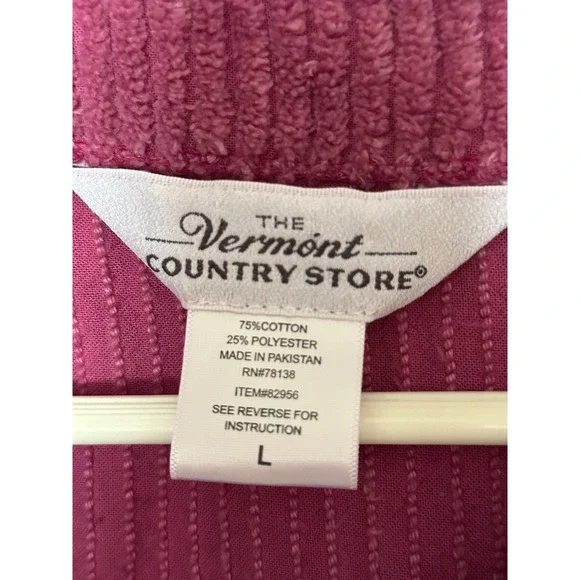 THE
Vermont
COUNTRY STORE®
75%COTTON
25% POLYESTER
MADE IN PAKISTAN
RN#78138
ITEM#82956
SEE REVERSE FOR
INSTRUCTION
L